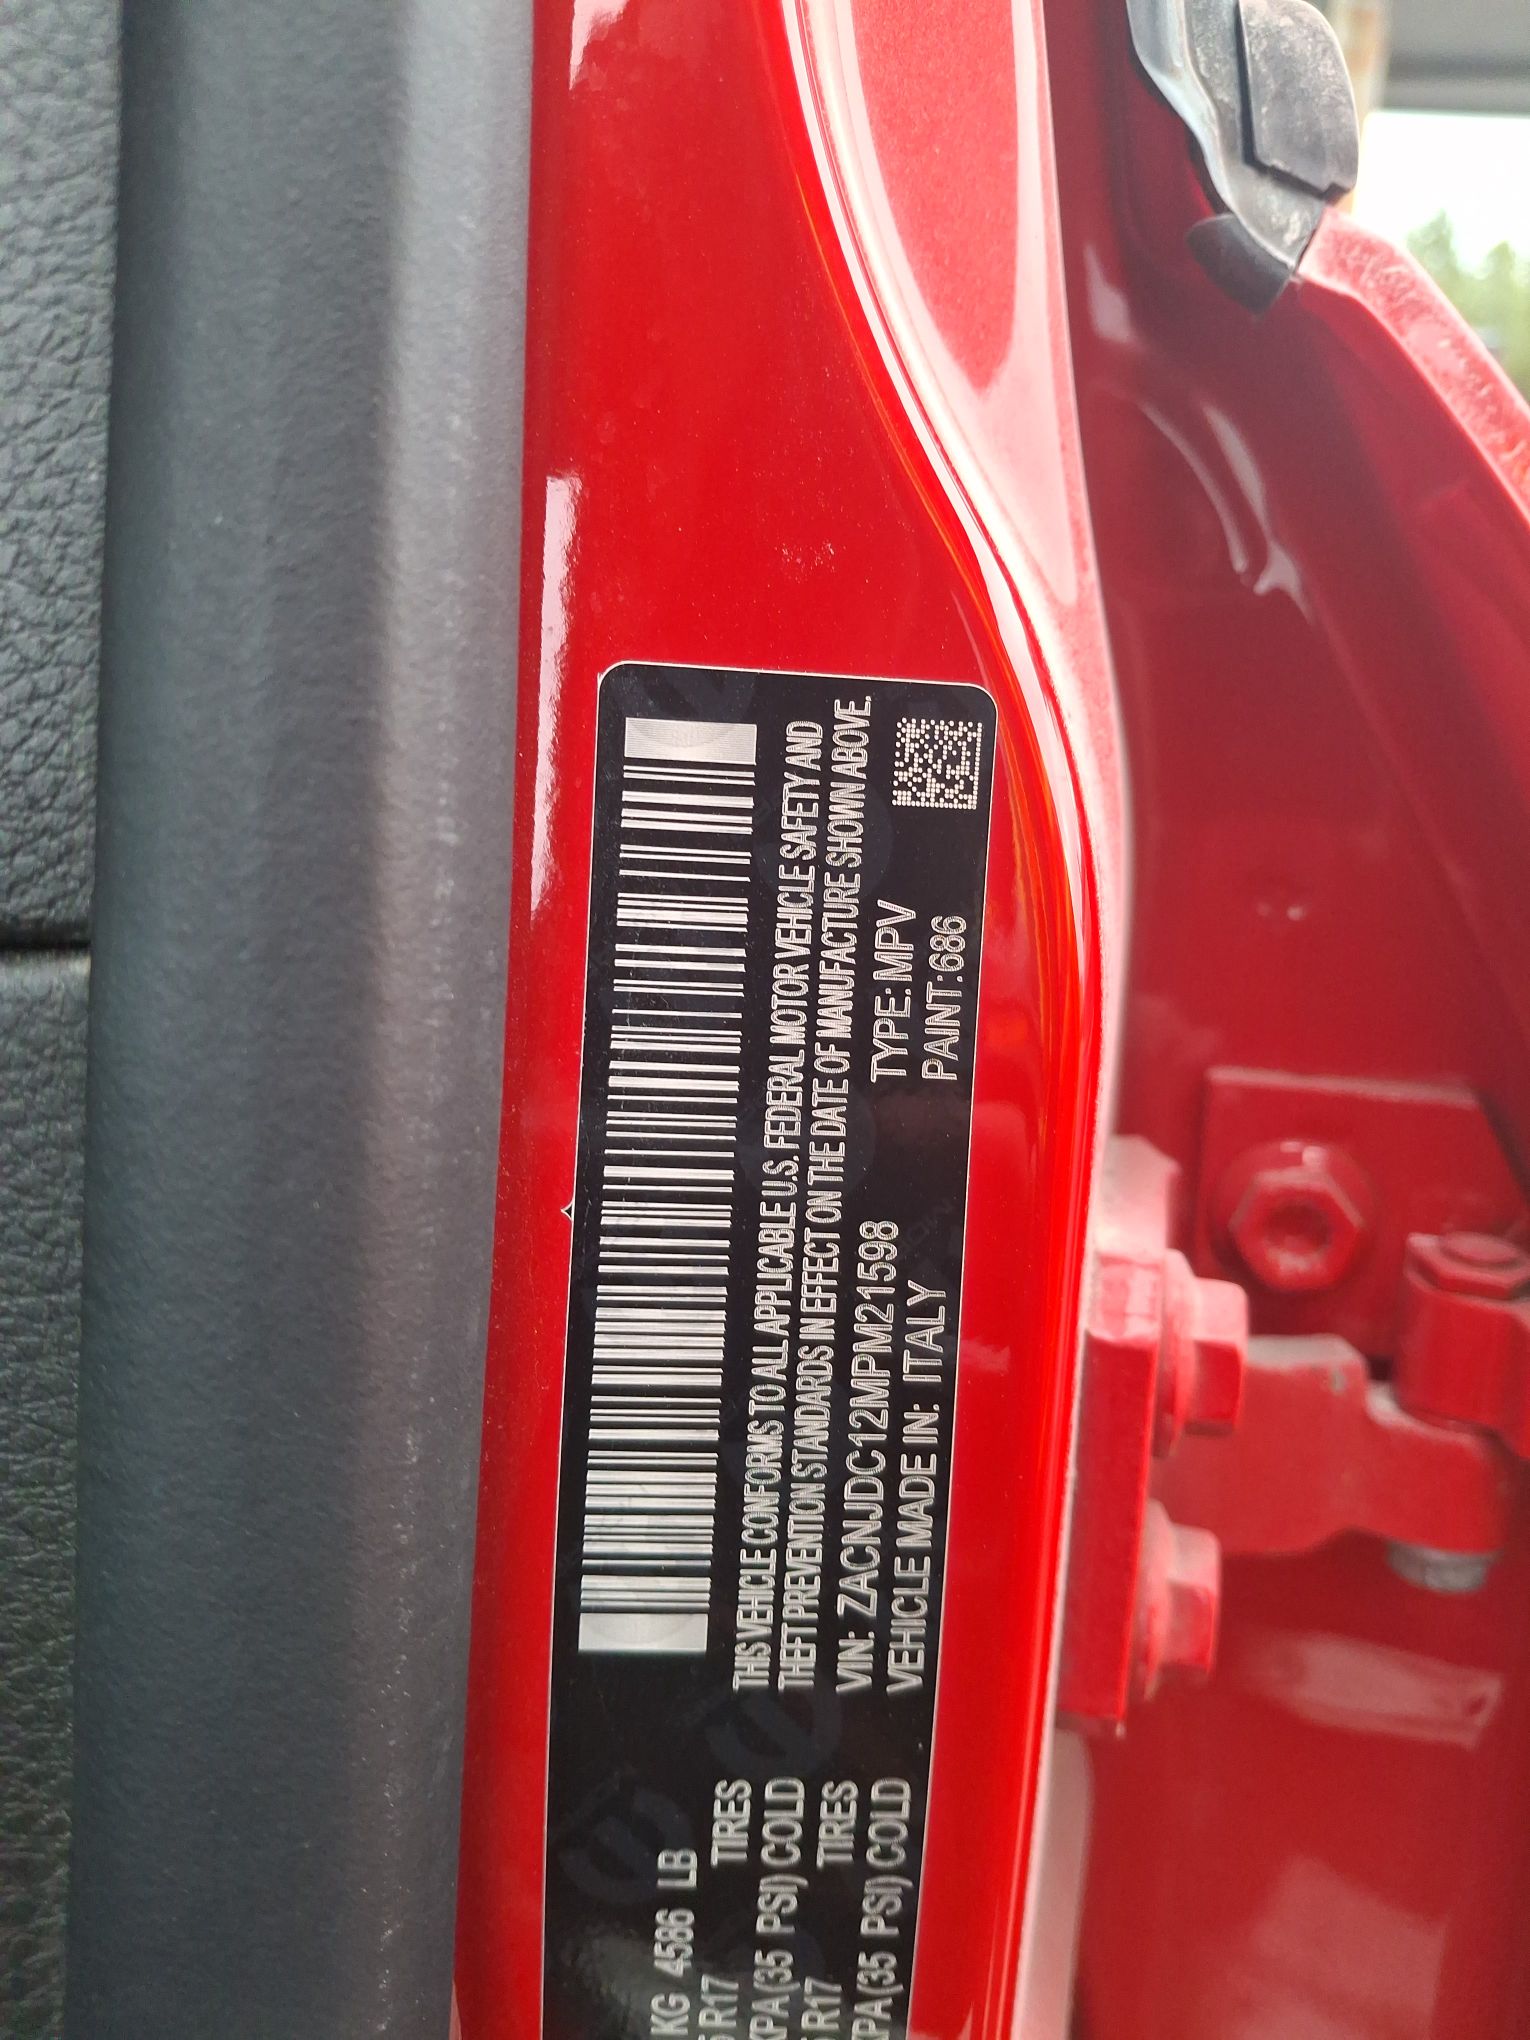 KG 4586 LB
R17 TIRES
KPA (35 PSI) COLD
R17 TIRES
KPA (35 PSI) COLD
THIS VEHICLE CONFORMS TO ALL APPLICABLE U.S. FEDERAL MOTOR VEHICLE SAFETY AND
THEFT PREVENTION STANDARDS IN EFFECT ON THE DATE OF MANUFACTURE SHOWN ABOVE.
VIN: ZACNJDC12MPM21598 TYPE: MPV
VEHICLE MADE IN: ITALY PAINT:686